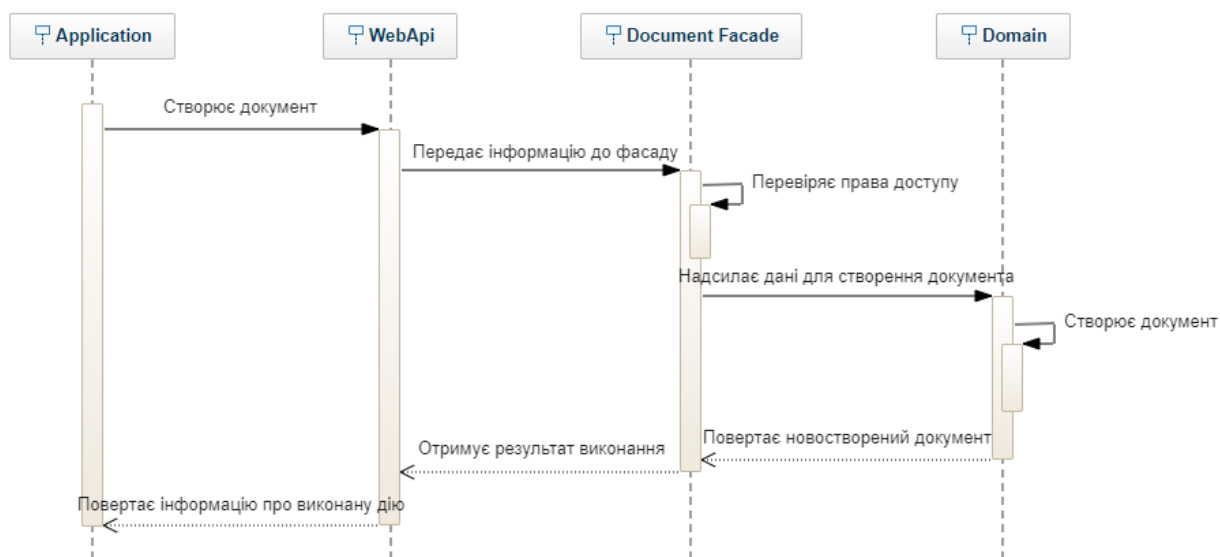 Application
WebApi
Document Facade
Domain
Створює документ
Передає інформацію до фасаду
Перевіряє права доступу
Надсилає дані для створення документа
Створює документ
Повертає новостворений документ
Отримує результат виконання
Повертає інформацію про виконану дію